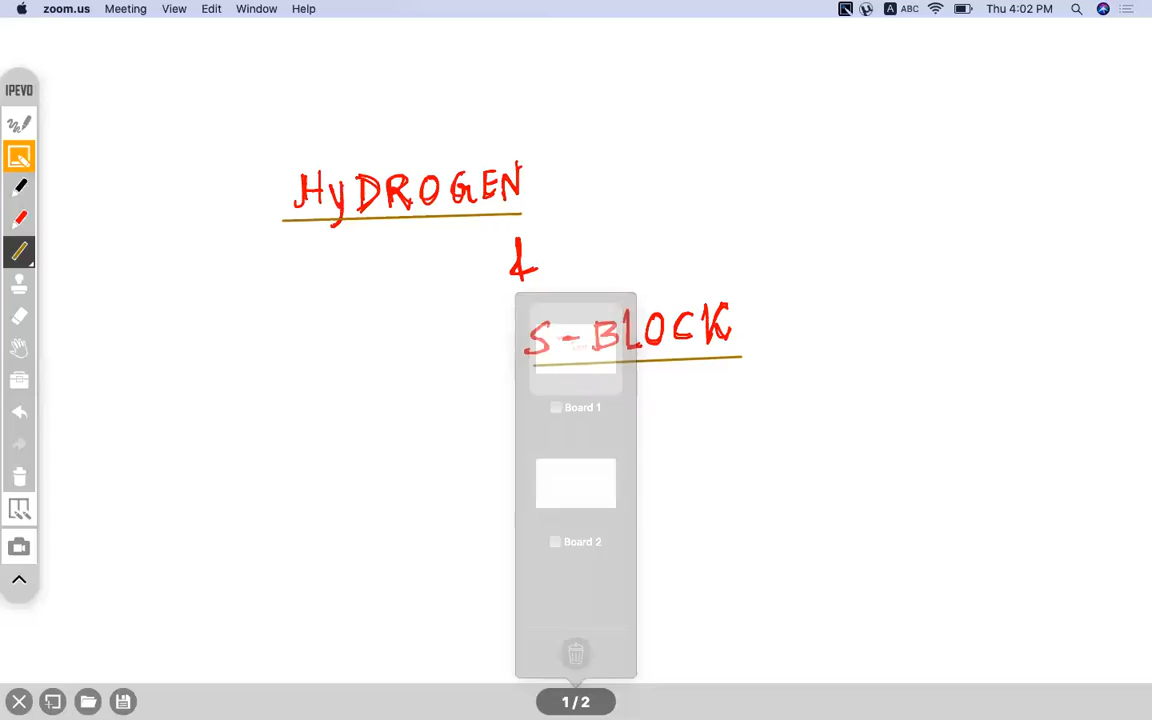 zoom.us Meeting View Edit Window Help A ABC Thu 4:02 PM
IPEVO
HyDROGEN
&
S-BLOCK
Board 1
Board 2
1 / 2